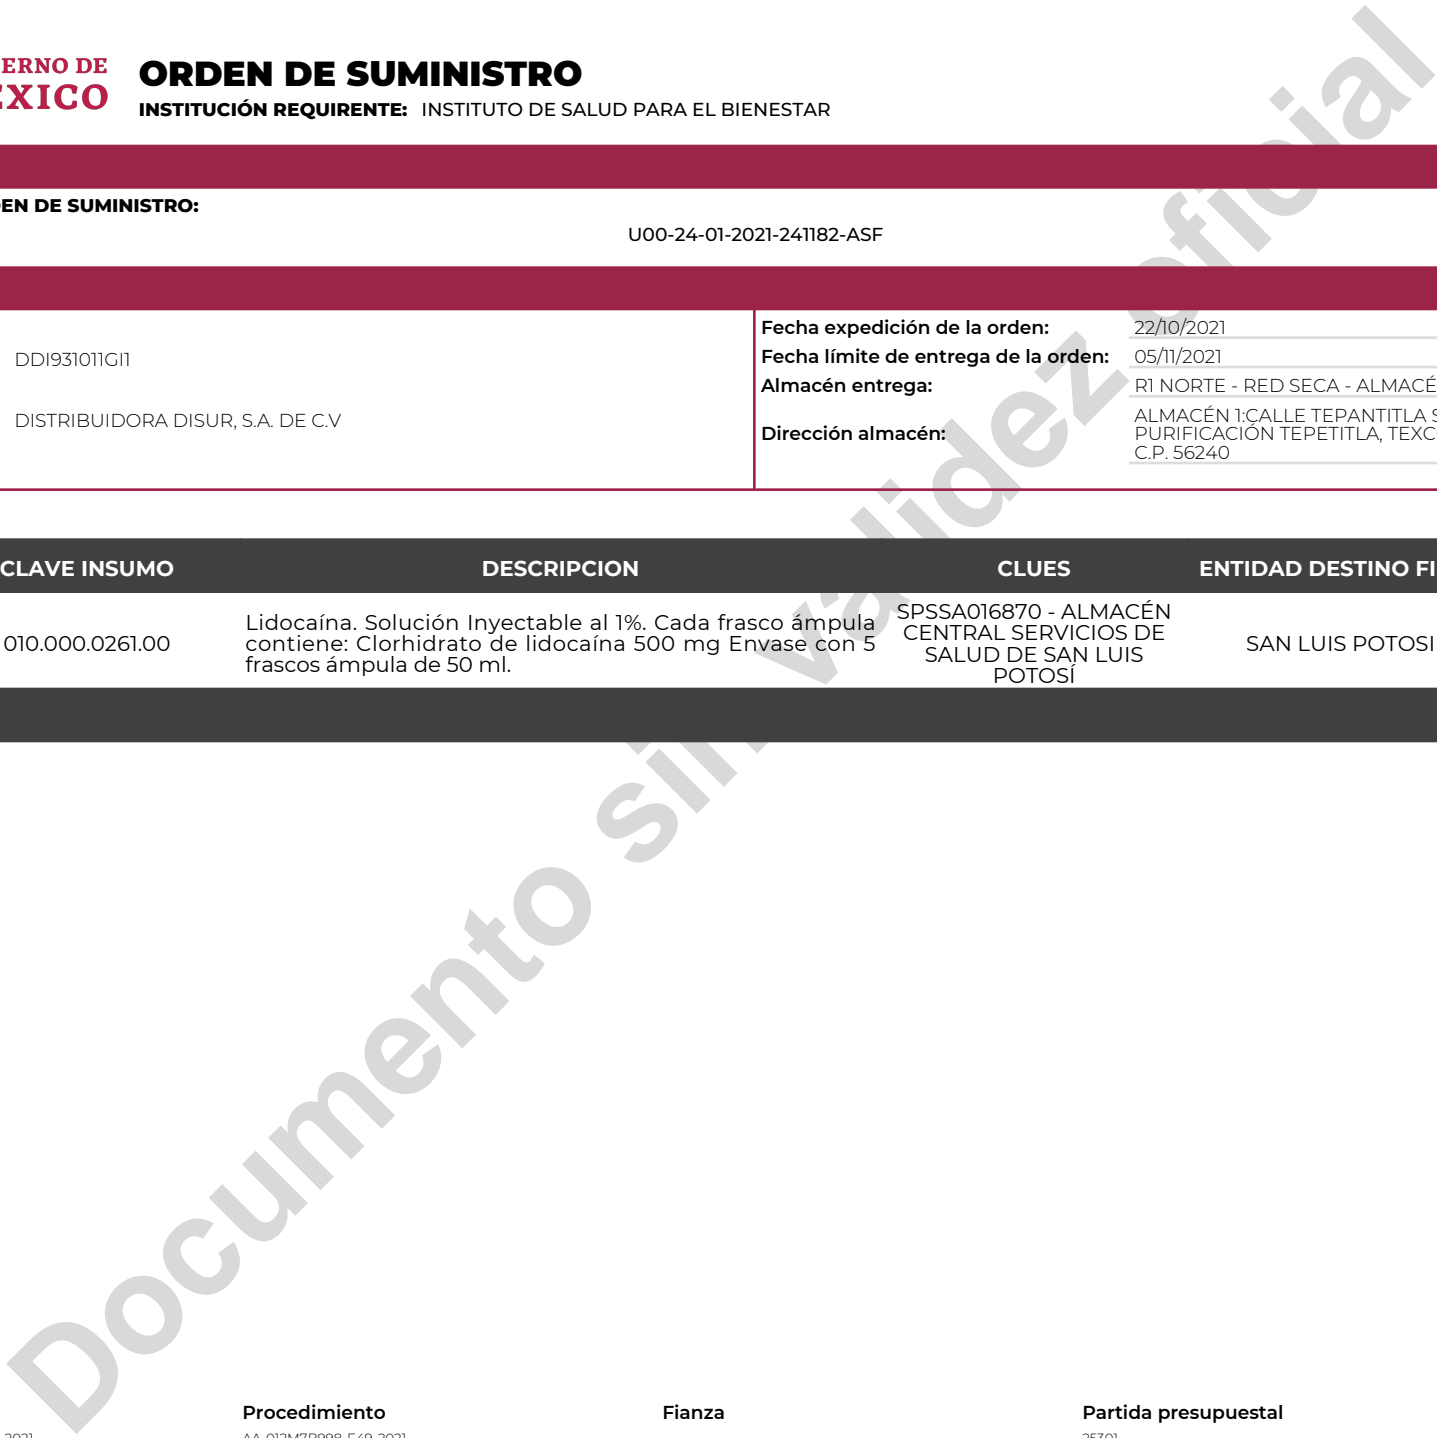 ERNO DE
ORDEN DE SUMINISTRO
EXICO
INSTITUCIÓN REQUIRENTE: INSTITUTO DE SALUD PARA EL BIENESTAR
EN DE SUMINISTRO:
U00-24-01-2021-241182-ASF
DDI931011GI1
DISTRIBUIDORA DISUR, S.A. DE C.V
Fecha expedición de la orden: 22/10/2021
Fecha límite de entrega de la orden: 05/11/2021
Almacén entrega: R1 NORTE - RED SECA - ALMACÉ
Dirección almacén:
ALMACÉN 1:CALLE TEPANTITLA S
PURIFICACIÓN TEPETITLA, TEXC
C.P. 56240
CLAVE INSUMO DESCRIPCION CLUES ENTIDAD DESTINO FI
010.000.0261.00
Lidocaína. Solución Inyectable al 1%. Cada frasco ámpula
contiene: Clorhidrato de lidocaína 500 mg Envase con 5
frascos ámpula de 50 ml.
SPSSA016870 - ALMACÉN
CENTRAL SERVICIOS DE
SALUD DE SAN LUIS
POTOSÍ
SAN LUIS POTOSI
Documento sin validez oficial
Procedimiento Fianza Partida presupuestal